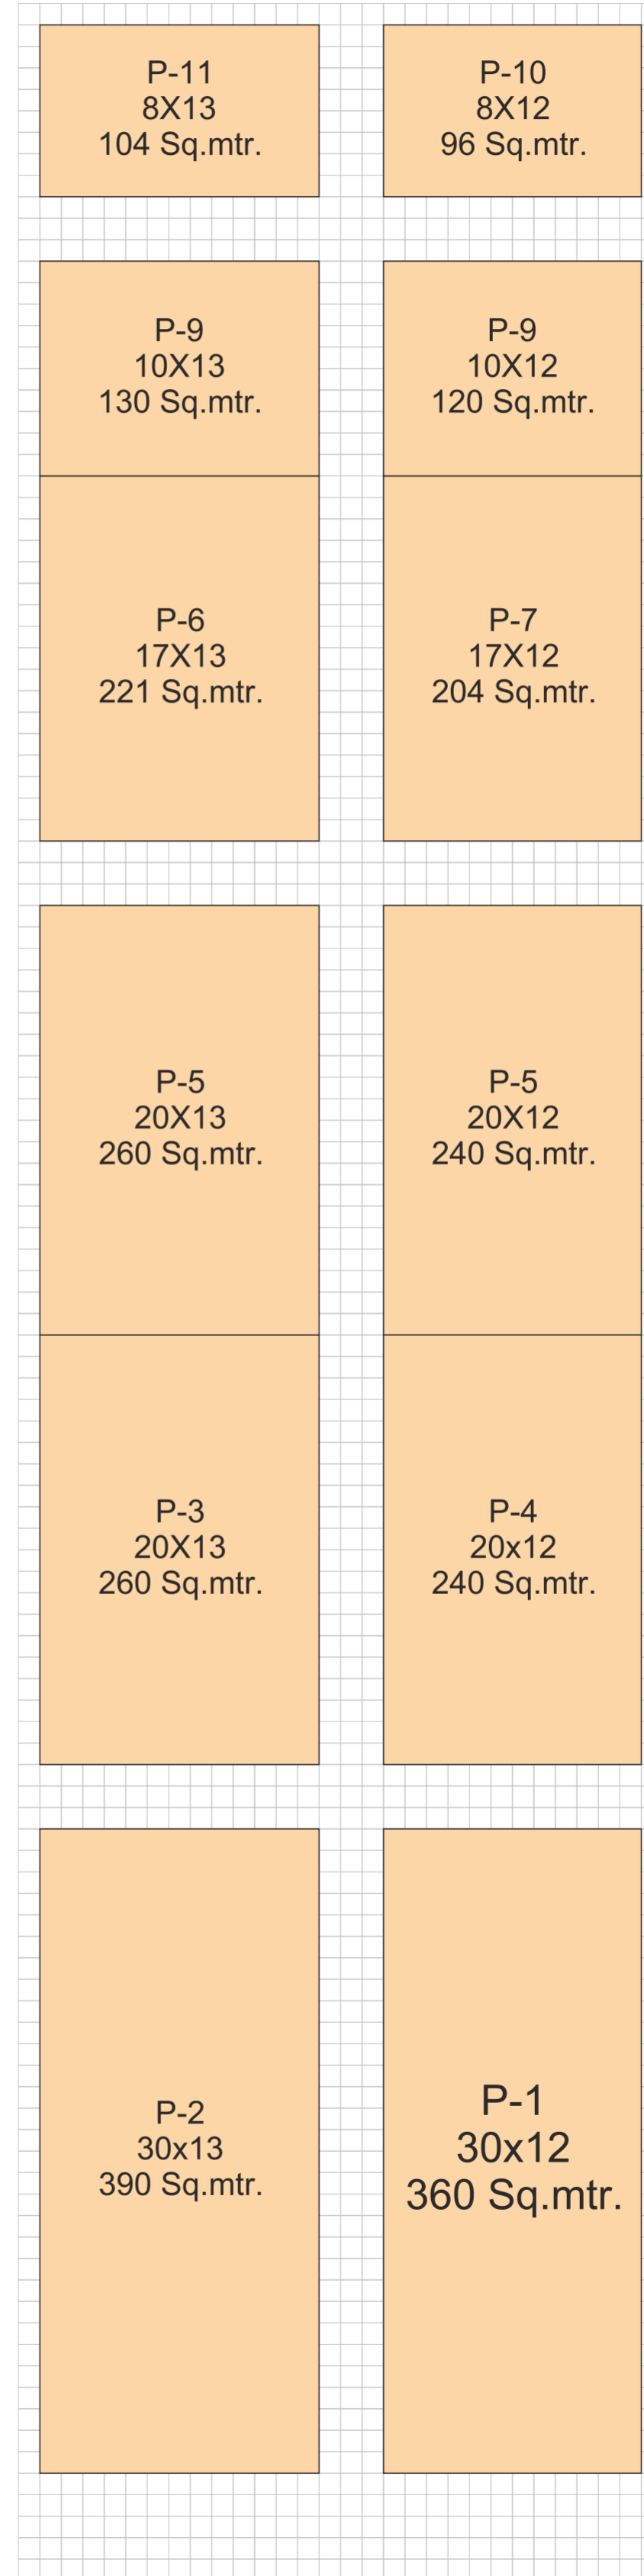 P-11
8X13
104 Sq.mtr.
P-10
8X12
96 Sq.mtr.
P-9
10X13
130 Sq.mtr.
P-9
10X12
120 Sq.mtr.
P-6
17X13
221 Sq.mtr.
P-7
17X12
204 Sq.mtr.
P-5
20X13
260 Sq.mtr.
P-5
20X12
240 Sq.mtr.
P-3
20X13
260 Sq.mtr.
P-4
20x12
240 Sq.mtr.
P-2
30x13
390 Sq.mtr.
P-1
30x12
360 Sq.mtr.